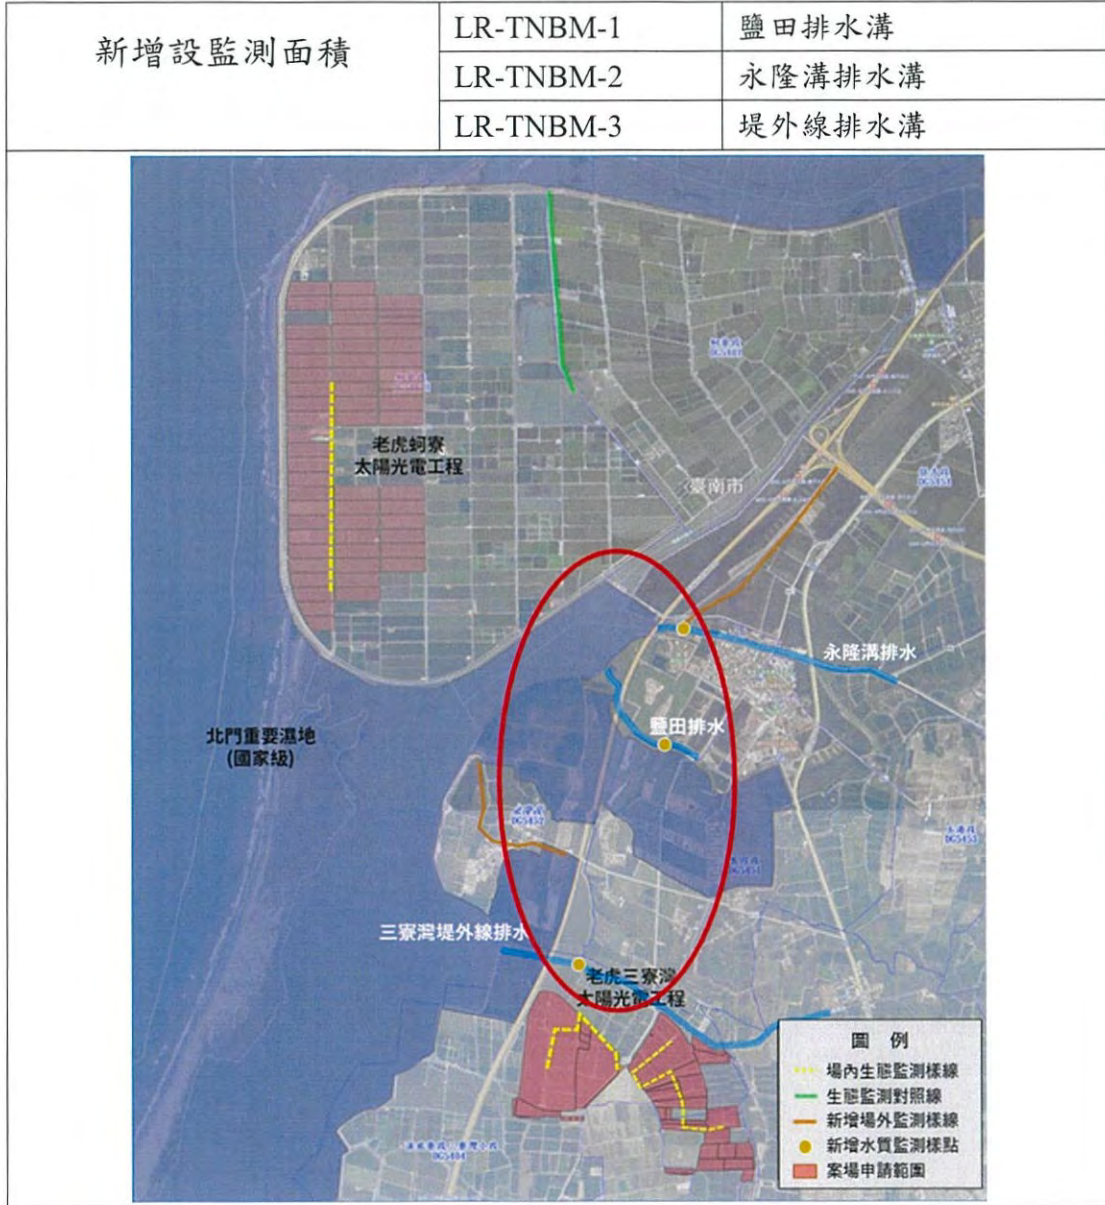 新增設監測面積
LR-TNBM-1 鹽田排水溝
LR-TNBM-2 永隆溝排水溝
LR-TNBM-3 堤外線排水溝
老虎蚵寮
太陽光電工程
臺南市
永隆溝排水
鹽田排水
北門重要濕地
(國家級)
三寮灣堤外線排水
老虎三寮灣
太陽光電工程
圖 例
場內生態監測樣線
生態監測對照線
新增場外監測樣線
新增水質監測樣點
案場申請範圍